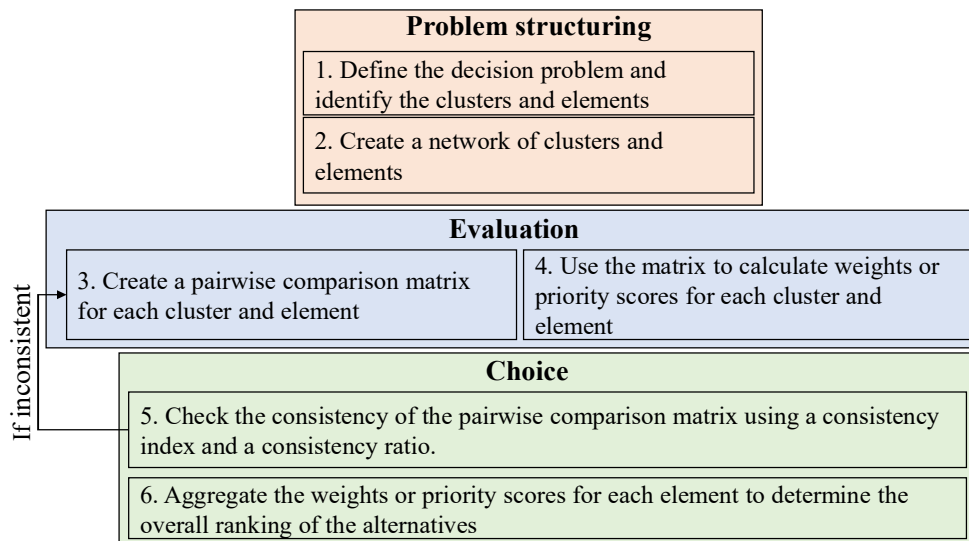 Problem structuring
1. Define the decision problem and
identify the clusters and elements
2. Create a network of clusters and
elements
Evaluation
3. Create a pairwise comparison matrix
for each cluster and element
4. Use the matrix to calculate weights or
priority scores for each cluster and
element
If inconsistent
Choice
5. Check the consistency of the pairwise comparison matrix using a consistency
index and a consistency ratio.
6. Aggregate the weights or priority scores for each element to determine the
overall ranking of the alternatives